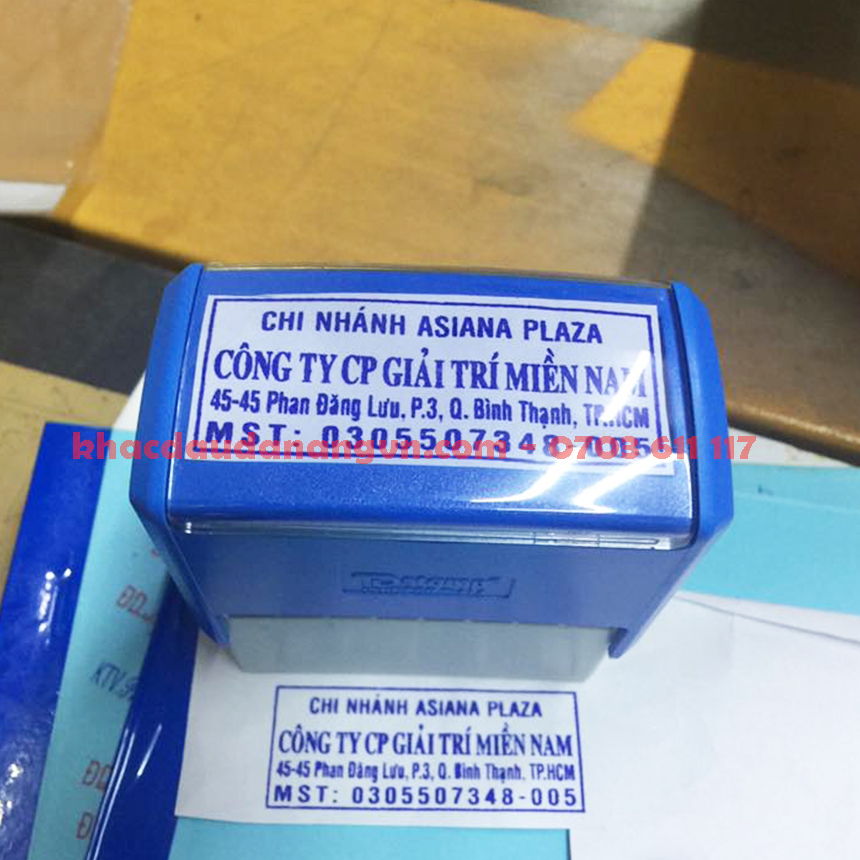 CHI NHÁNH ASIANA PLAZA
CÔNG TY CP GIẢI TRÍ MIỀN NAM
45-45 Phan Đăng Lưu, P.3, Q. Bình Thạnh, TP.HCM
MST: 0305507348-005
khacdaudanangvn.com - 0703 611 117
CHI NHÁNH ASIANA PLAZA
CÔNG TY CP GIẢI TRÍ MIỀN NAM
45-45 Phan Đăng Lưu, P.3, Q. Bình Thạnh, TP.HCM
MST: 0305507348-005